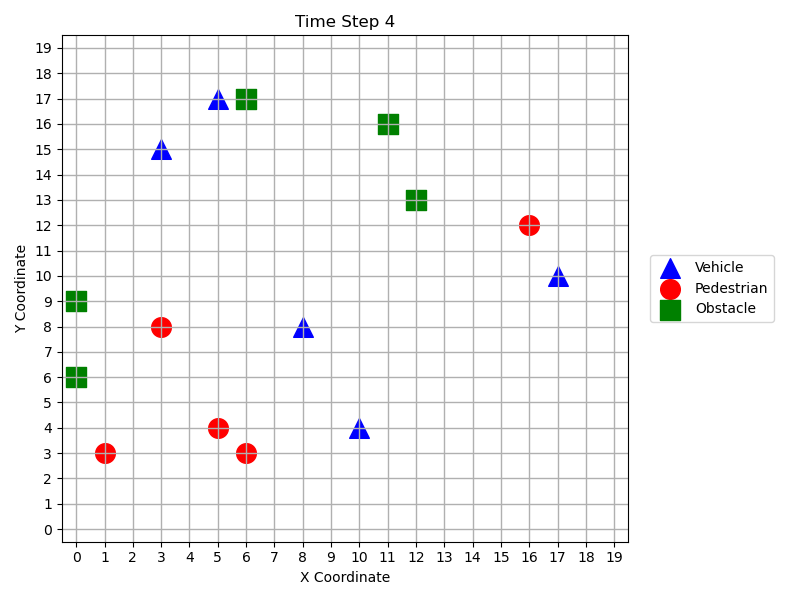 Time Step 4
19
18
17
16
15
14
13
12
11
10
9
8
7
6
5
4
3
2
1
0
Y Coordinate
0 1 2 3 4 5 6 7 8 9 10 11 12 13 14 15 16 17 18 19
X Coordinate
Vehicle
Pedestrian
Obstacle